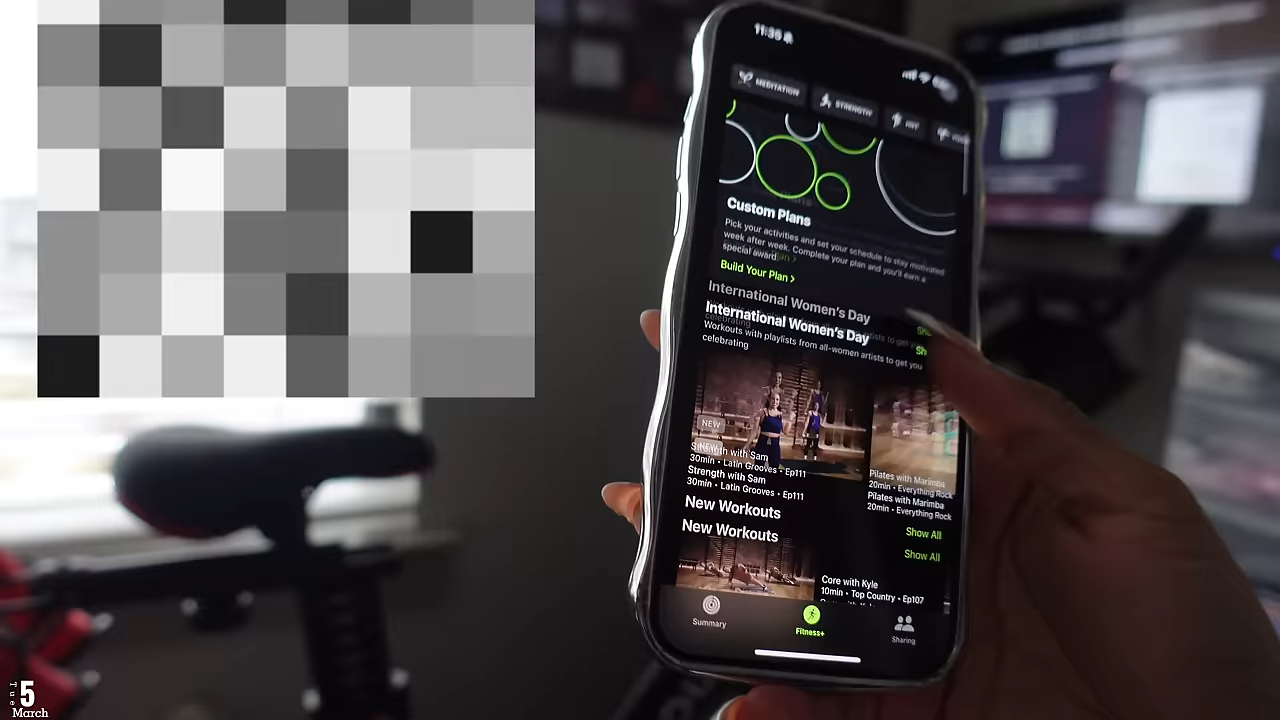 11:35
MEDITATION
STRENGTH
HIIT
Custom Plans
Pick your activities and set your schedule to stay motivated
week after week. Complete your plan and you'll earn a
special award.
Build Your Plan >
International Women's Day
International Women's Day
Show
Sh
Workouts with playlists from all-women artists to get you
celebrating
NEW
NEW
Strength with Sam
30min • Latin Grooves • Ep111
Strength with Sam
30min • Latin Grooves • Ep111
Pilates with Marimba
20min • Everything Rock
Pilates with Marimba
20min • Everything Rock
New Workouts
Show All
New Workouts
Show All
Core with Kyle
10min • Top Country • Ep107
Summary
Fitness+
Sharing
Tue
5
March